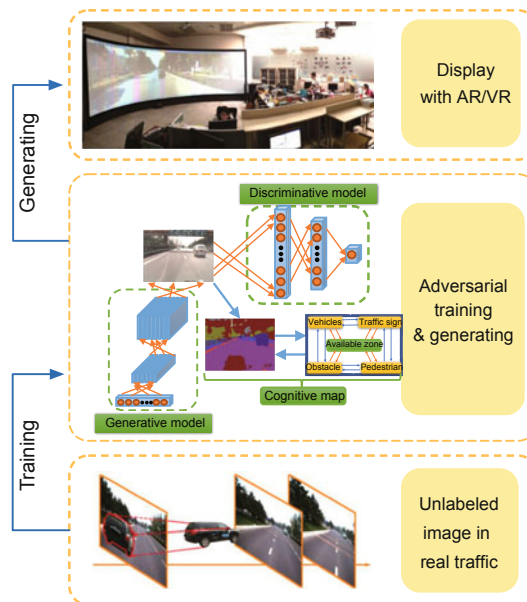 Generating
Display
with AR/VR
Discriminative model
Adversarial
training
& generating
Vehicles
Traffic sign
Available zone
Obstacle
Pedestrian
Cognitive map
Generative model
Training
Unlabeled
image in
real traffic